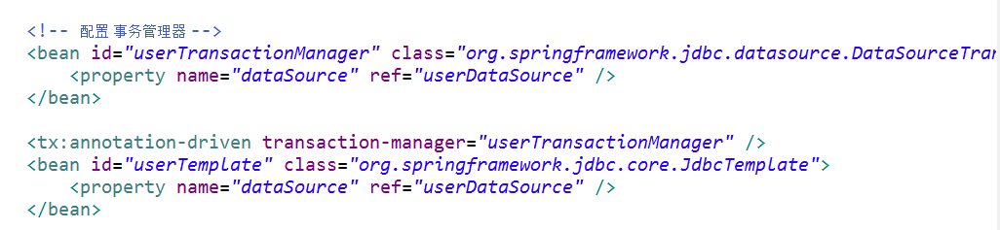 <!-- 配置 事务管理器 -->
<bean id="userTransactionManager" class="org.springframework.jdbc.datasource.DataSourceTran
<property name="dataSource" ref="userDataSource" />
</bean>
<tx:annotation-driven transaction-manager="userTransactionManager" />
<bean id="userTemplate" class="org.springframework.jdbc.core.JdbcTemplate">
<property name="dataSource" ref="userDataSource" />
</bean>